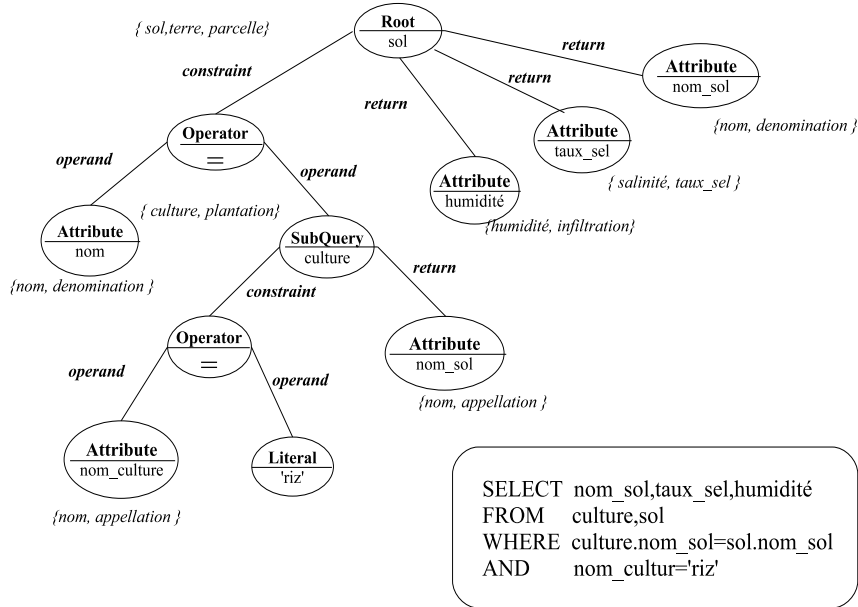 { sol,terre, parcelle}
Root
sol
constraint
return
return
return
Attribute
nom_sol
{nom, denomination }
Attribute
taux_sel
{ salinité, taux_sel }
Attribute
humidité
{humidité, infiltration}
Operator
=
operand
operand
{ culture, plantation}
Attribute
nom
{nom, denomination }
SubQuery
culture
constraint
return
Operator
=
Attribute
nom_sol
{nom, appellation }
operand
operand
Attribute
nom_culture
{nom, appellation }
Literal
'riz'
SELECT nom_sol,taux_sel,humidité
FROM culture,sol
WHERE culture.nom_sol=sol.nom_sol
AND nom_cultur='riz'